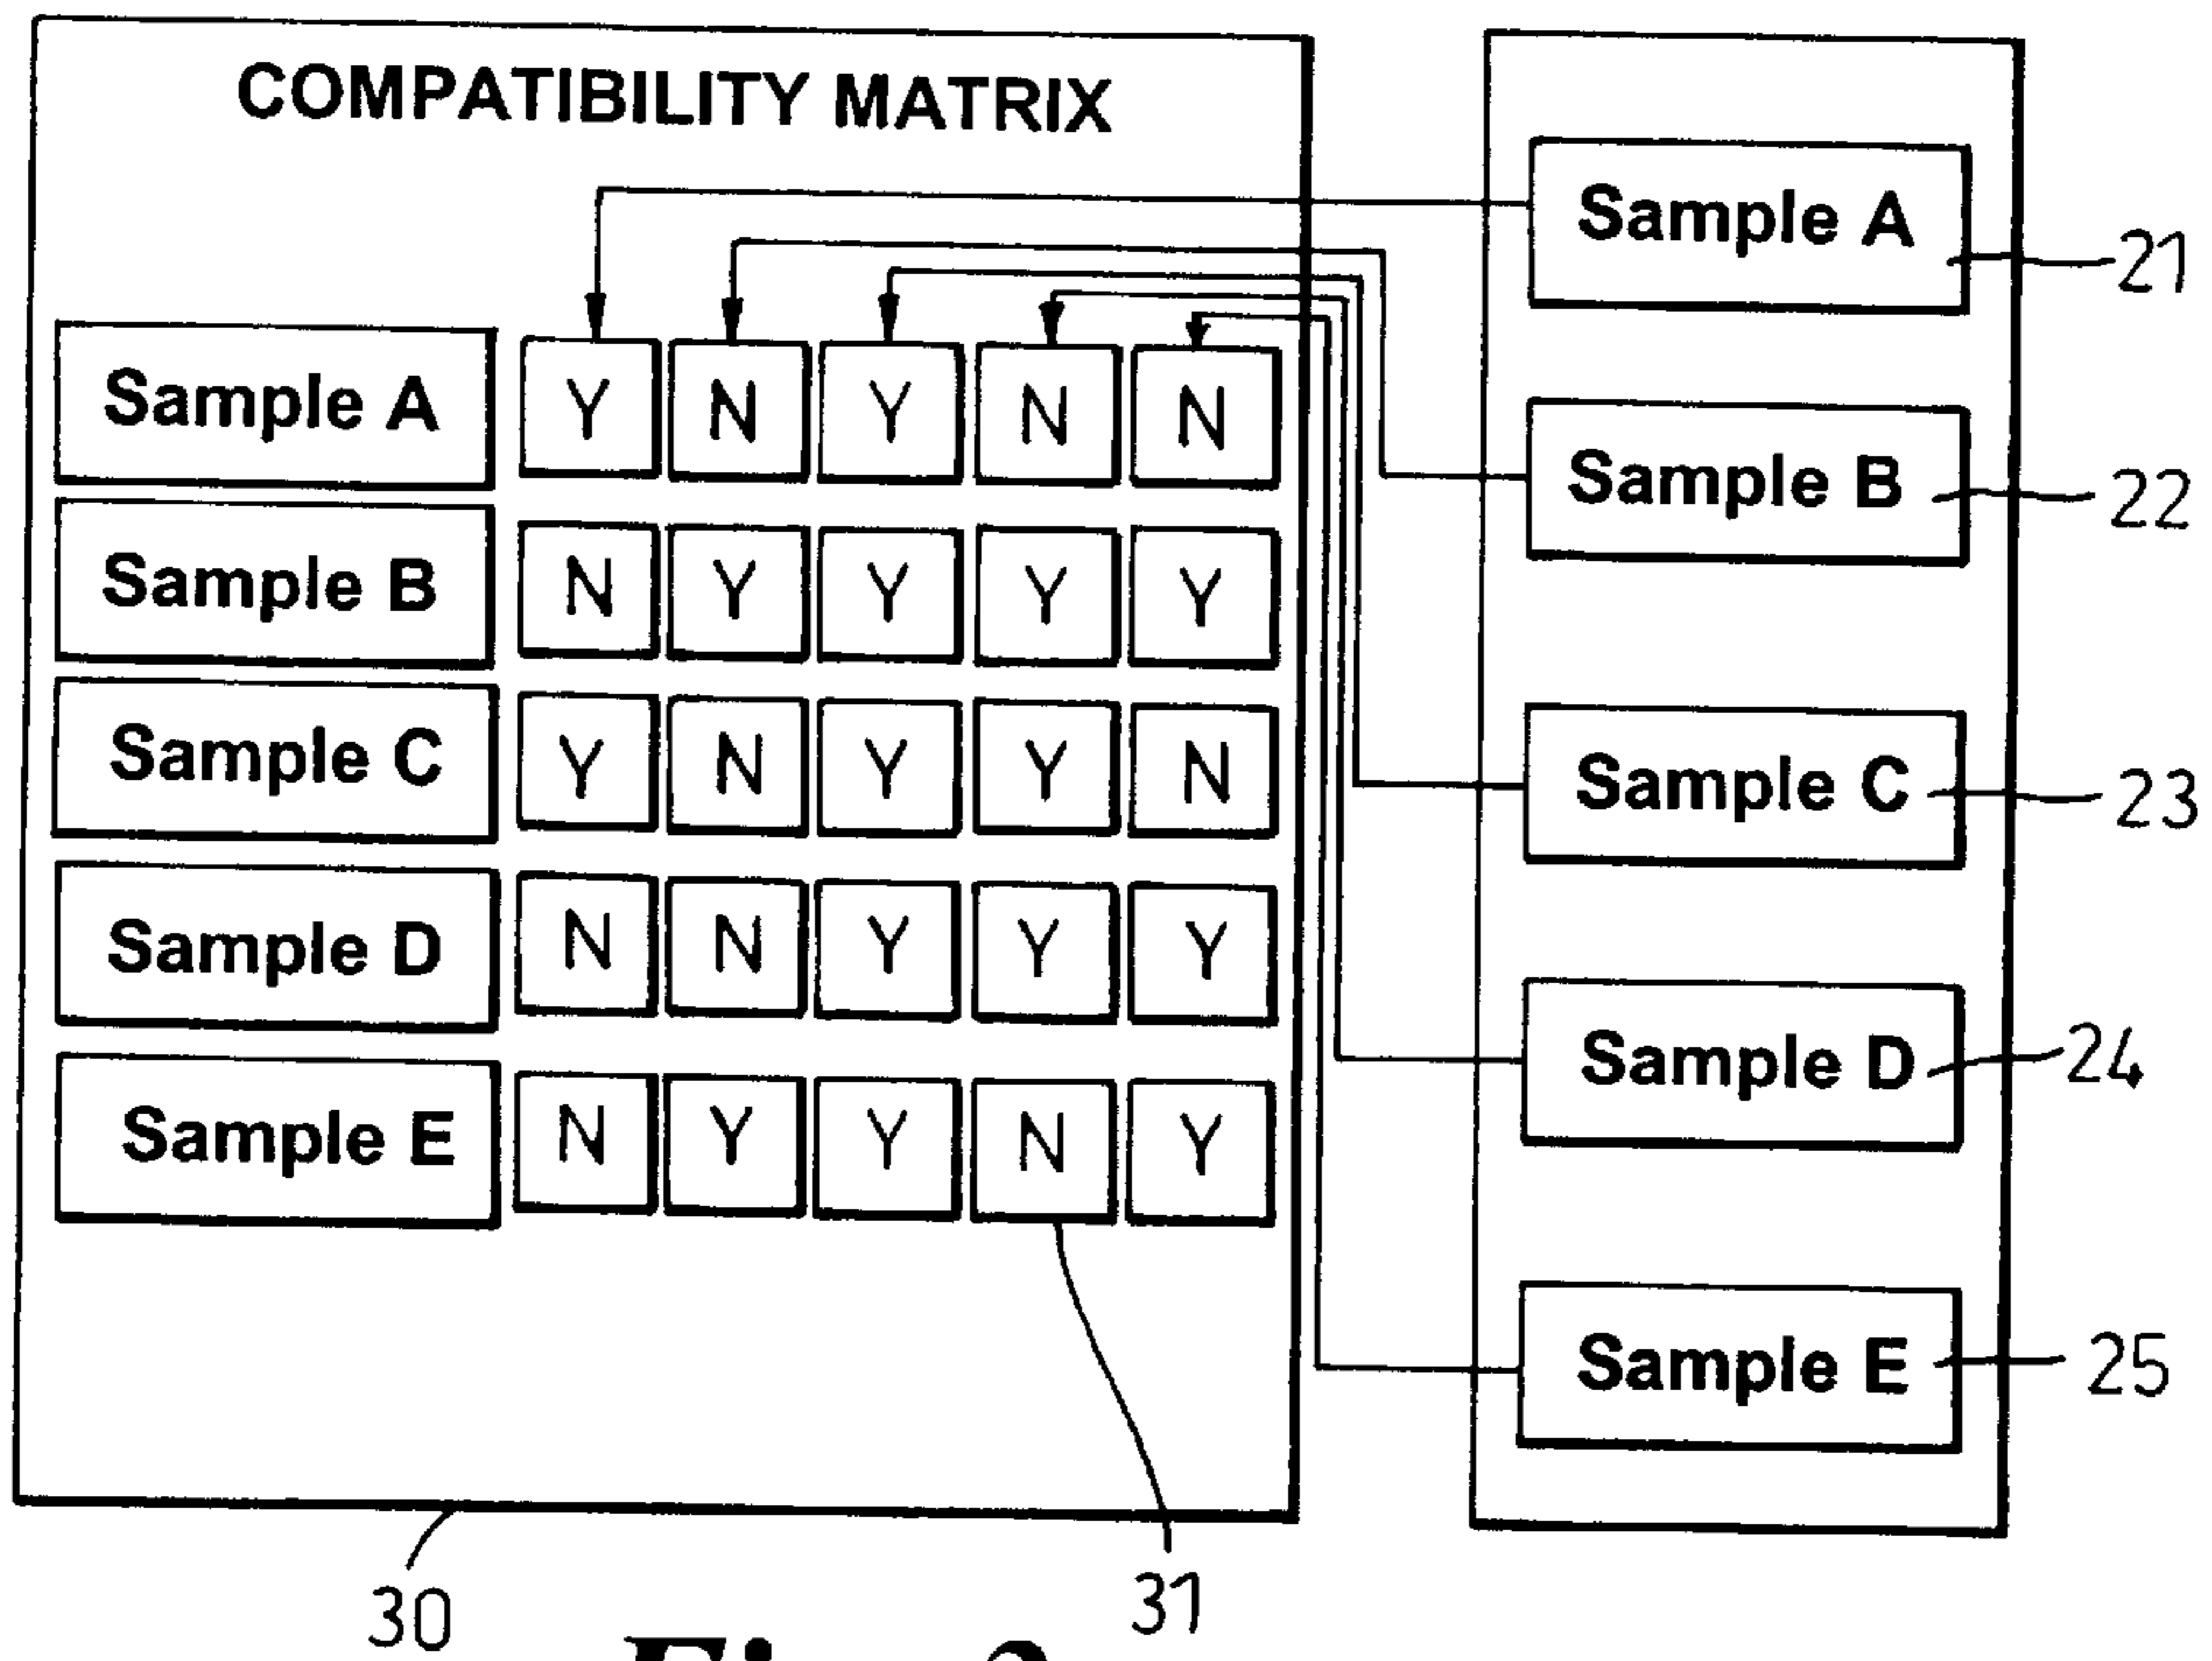 COMPATIBILITY MATRIX
Sample A Y N Y N N
Sample B N Y Y Y Y
Sample C Y N Y Y N
Sample D N N Y Y Y
Sample E N Y Y N Y
Sample A 21
Sample B 22
Sample C 23
Sample D 24
Sample E 25
30
31